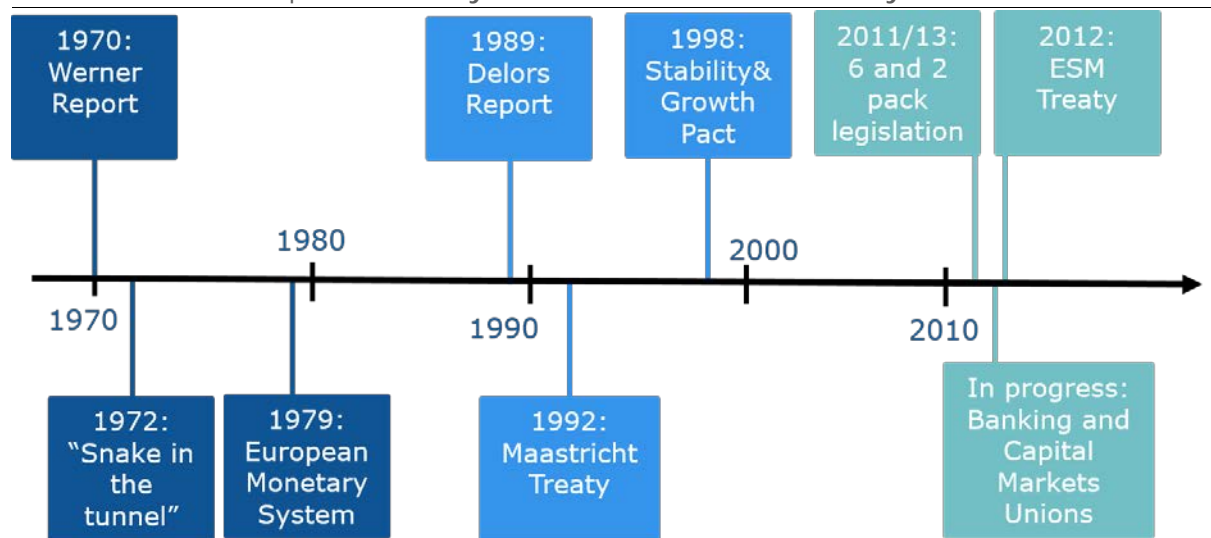 1970:
Werner
Report
1989:
Delors
Report
1998:
Stability&
Growth
Pact
2011/13:
6 and 2
pack
legislation
2012:
ESM
Treaty
1980
2000
1970
1990
2010
1972:
“Snake in
the
tunnel”
1979:
European
Monetary
System
1992:
Maastricht
Treaty
In progress:
Banking and
Capital
Markets
Unions